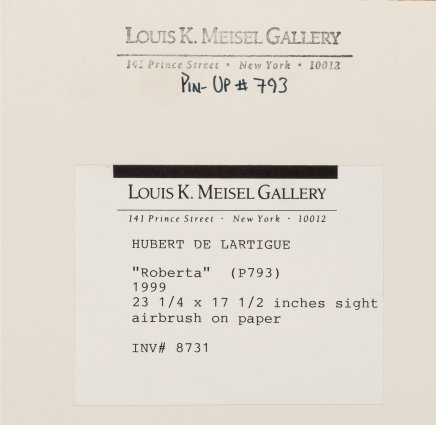 LOUIS K. MEISEL GALLERY
141 Prince Street • New York • 10012
PIN-UP # 793
LOUIS K. MEISEL GALLERY
141 Prince Street · New York · 10012
HUBERT DE LARTIGUE
"Roberta" (P793)
1999
23 1/4 x 17 1/2 inches sight
airbrush on paper
INV# 8731